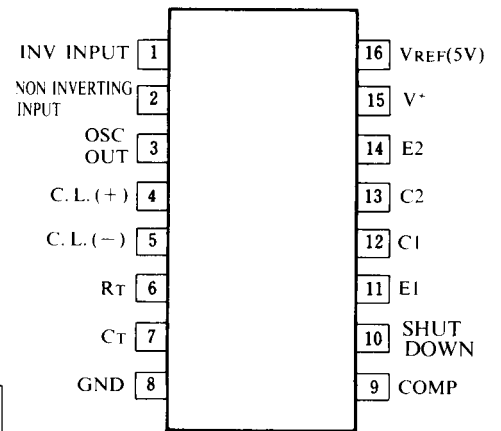 INV INPUT 1
NON INVERTING
INPUT 2
OSC
OUT 3
C.L.(+) 4
C.L.(−) 5
RT 6
CT 7
GND 8
16 VREF(5V)
15 V+
14 E2
13 C2
12 C1
11 E1
10 SHUT
DOWN
9 COMP